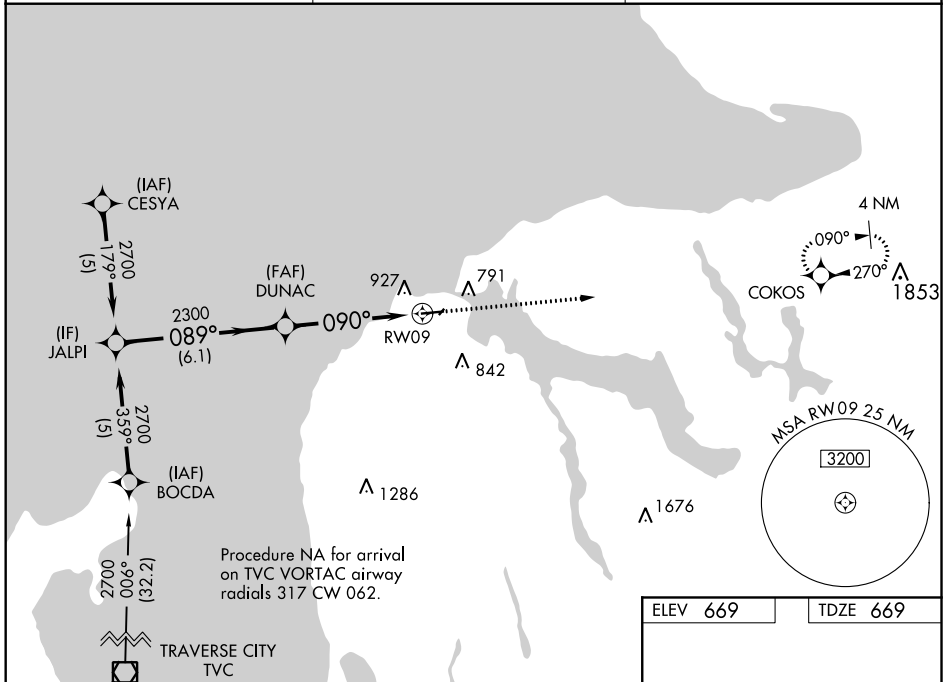 (IAF)
CESYA
2700
179°
(5)
(FAF)
DUNAC
927
791
4 NM
090°
270°
COKOS
1853
(IF)
JALPI
2300
089°
(6.1)
090°
RW09
842
2700
359°
(5)
(IAF)
BOCDA
MSA RW09 25 NM
3200
1286
1676
Procedure NA for arrival
on TVC VORTAC airway
radials 317 CW 062.
2700
006°
(32.2)
TRAVERSE CITY
TVC
ELEV 669
TDZE 669